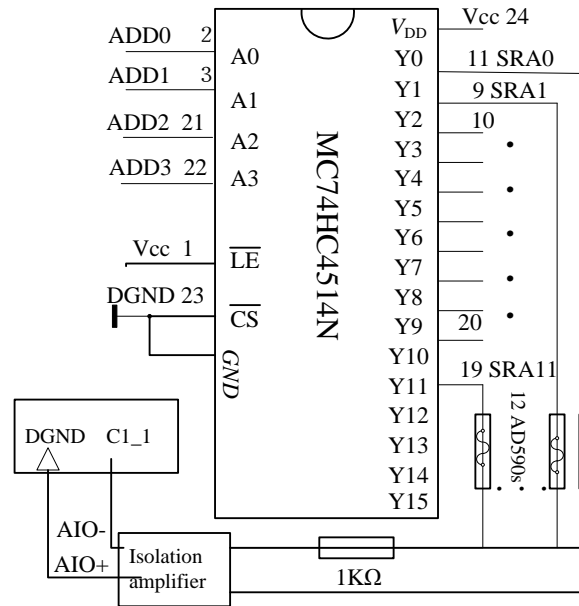 Vcc 24
ADD0 2
V_DD
A0
Y0
11 SRA0
ADD1 3
A1
Y1
9 SRA1
Y2
10
ADD2 21
A2
Y3
ADD3 22
A3
Y4
Y5
Y6
MC74HC4514N
Vcc 1
LE
Y7
DGND 23
CS
Y8
Y9
20
GND
Y10
Y11
19 SRA11
Y12
12 AD590s
Y13
Y14
Y15
DGND C1_1
AIO-
AIO+
Isolation
amplifier
1KΩ